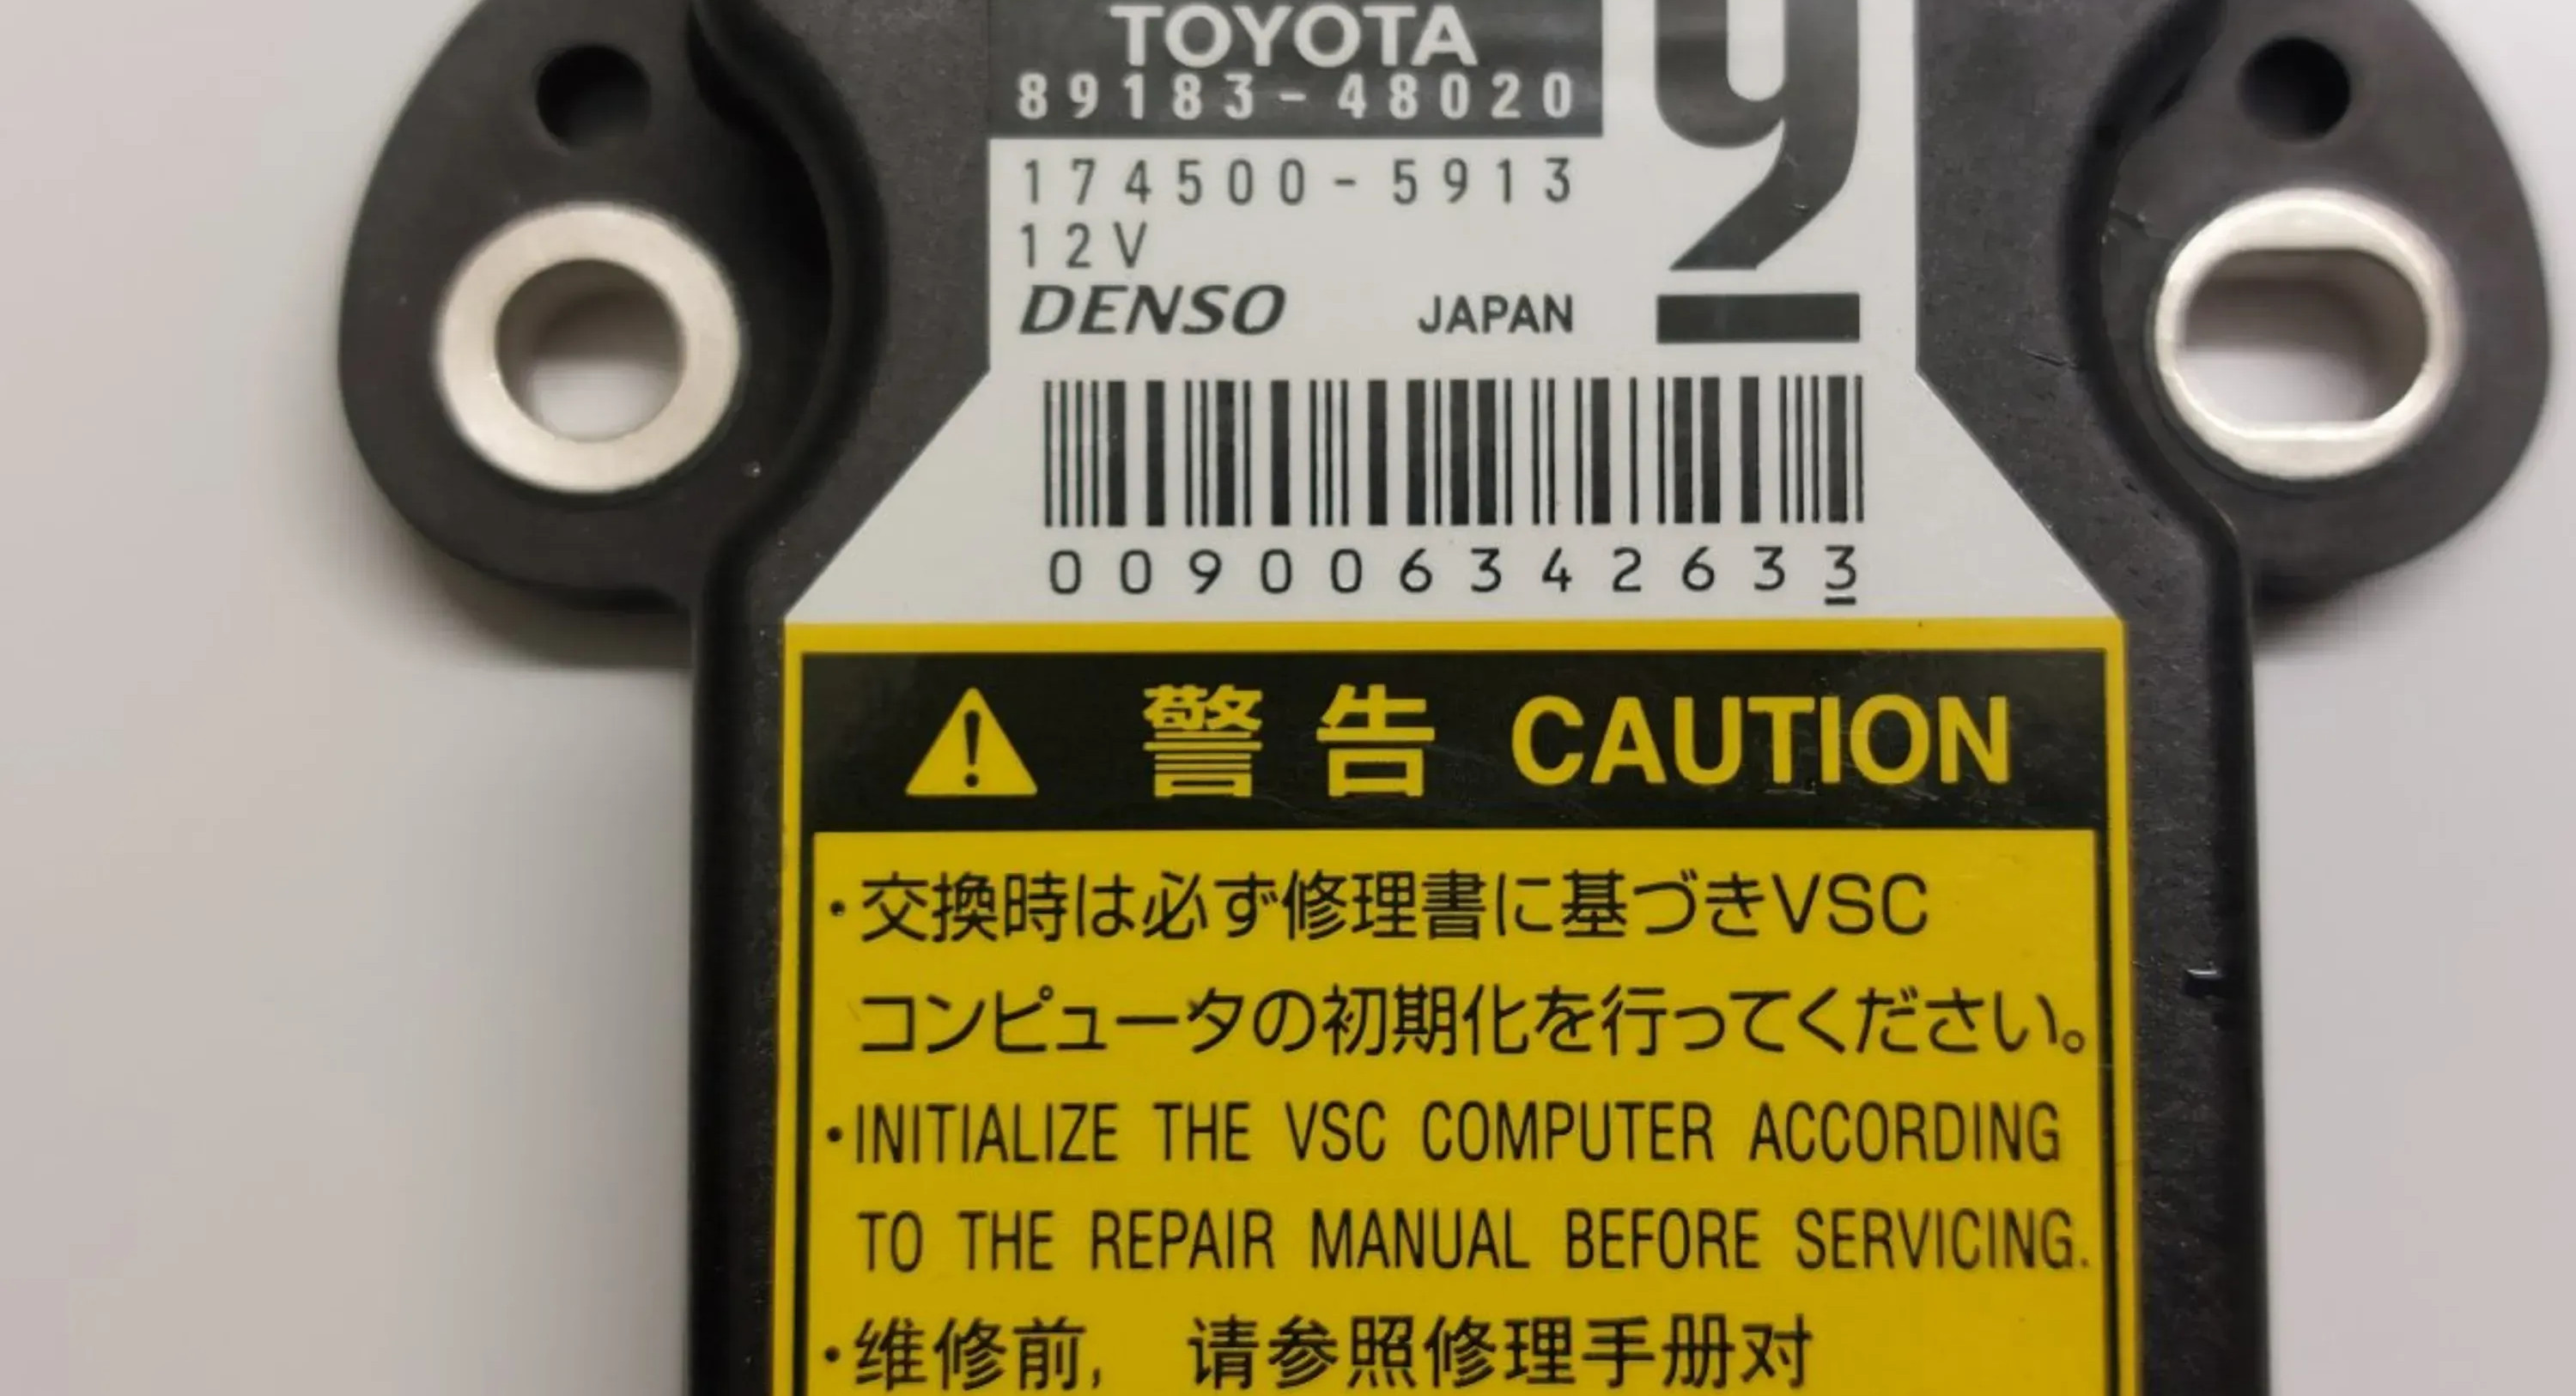 TOYOTA
89183-48020
174500-5913
12V
DENSO JAPAN
009006342633
警告 CAUTION
・交換時は必ず修理書に基づきVSC
コンピュータの初期化を行ってください。
・INITIALIZE THE VSC COMPUTER ACCORDING
TO THE REPAIR MANUAL BEFORE SERVICING.
・维修前, 请参照修理手册对